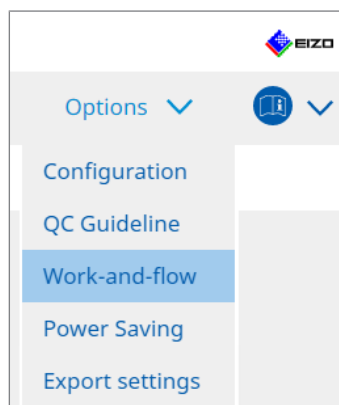 EIZO
Options
Configuration
QC Guideline
Work-and-flow
Power Saving
Export settings